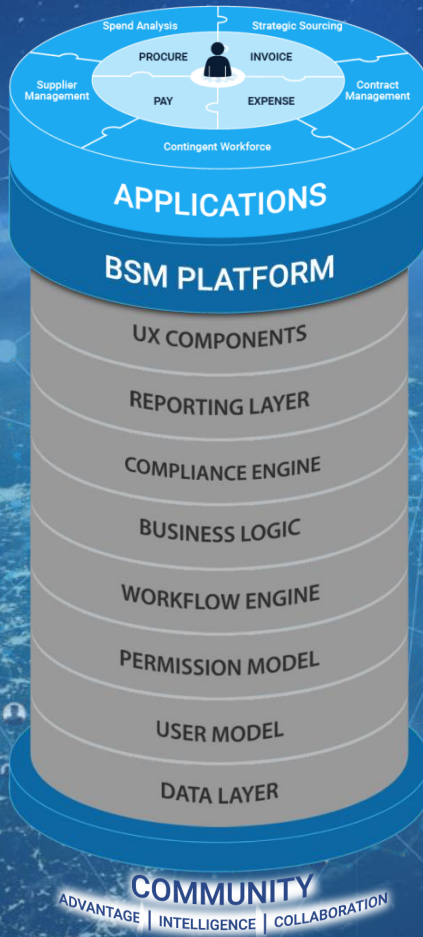 Spend Analysis
Strategic Sourcing
PROCURE
INVOICE
Supplier
Management
Contract
Management
PAY
EXPENSE
Contingent Workforce
APPLICATIONS
BSM PLATFORM
UX COMPONENTS
REPORTING LAYER
COMPLIANCE ENGINE
BUSINESS LOGIC
WORKFLOW ENGINE
PERMISSION MODEL
USER MODEL
DATA LAYER
COMMUNITY
ADVANTAGE | INTELLIGENCE | COLLABORATION